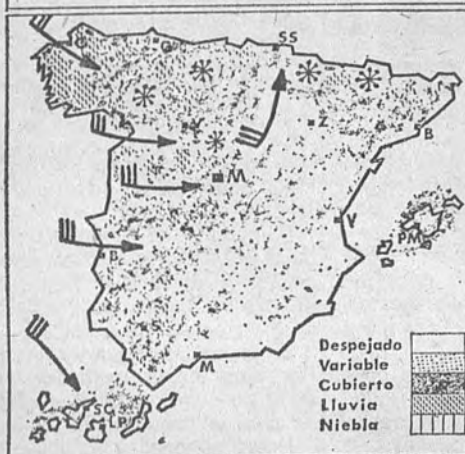 C
O
SS
V
Z
B
M
V
PM
B
S
M
SC
LP
Despejado
Variable
Cubierto
Lluvia
Niebla